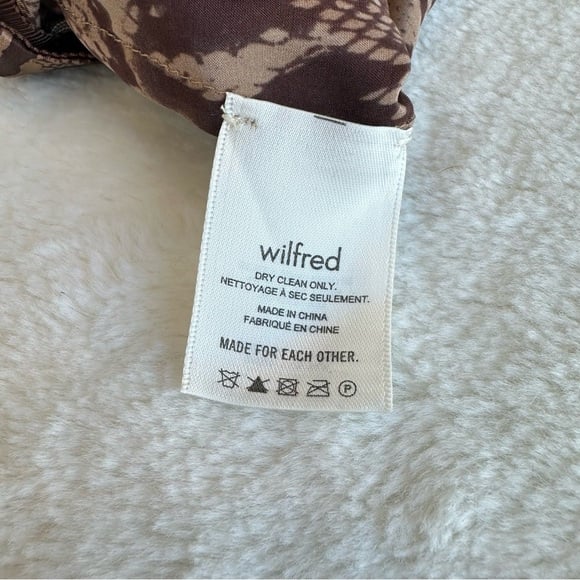 wilfred
DRY CLEAN ONLY.
NETTOYAGE À SEC SEULEMENT.
MADE IN CHINA
FABRIQUÉ EN CHINE
MADE FOR EACH OTHER.
P